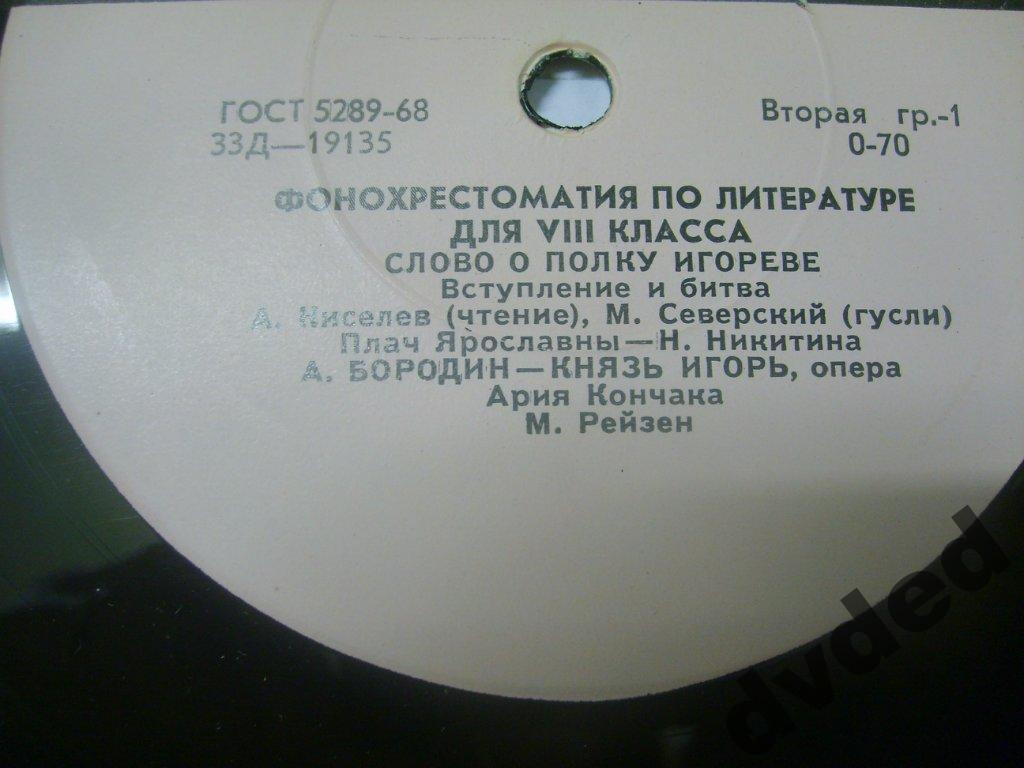 ГОСТ 5289-68
33Д—19135
Вторая гр.-1
0-70
ФОНОХРЕСТОМАТИЯ ПО ЛИТЕРАТУРЕ
ДЛЯ VIII КЛАССА
СЛОВО О ПОЛКУ ИГОРЕВЕ
Вступление и битва
А. Киселев (чтение), М. Северский (гусли)
Плач Ярославны—Н. Никитина
А. БОРОДИН—КНЯЗЬ ИГОРЬ, опера
Ария Кончака
М. Рейзен
dvded